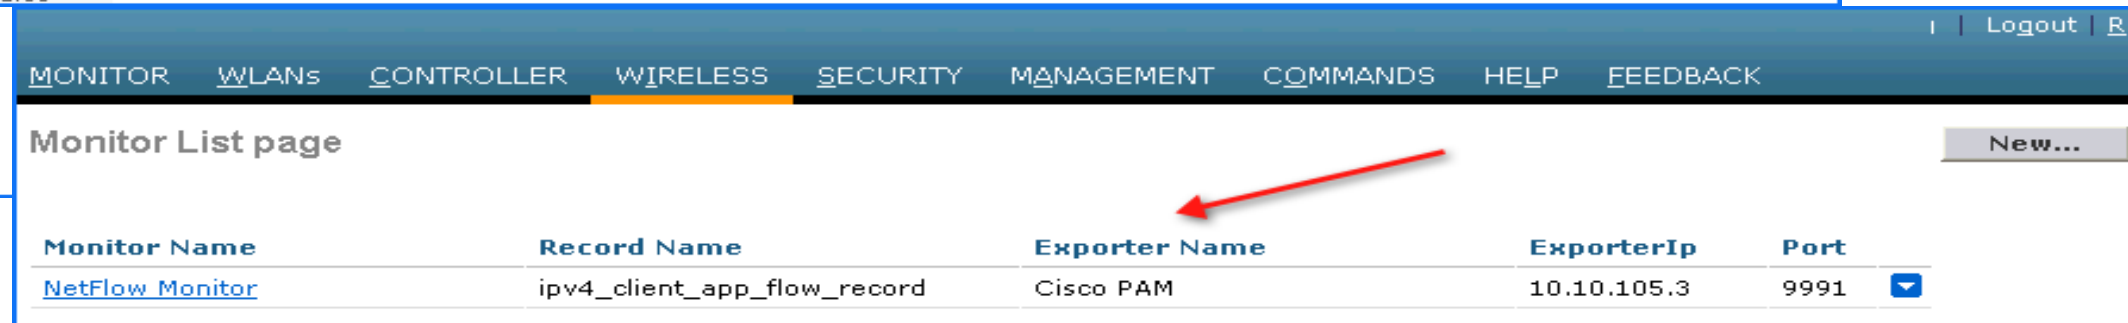 Logout | R
MONITOR WLANs CONTROLLER WIRELESS SECURITY MANAGEMENT COMMANDS HELP FEEDBACK
Monitor List page
New...
Monitor Name Record Name Exporter Name ExporterIp Port
NetFlow Monitor ipv4_client_app_flow_record Cisco PAM 10.10.105.3 9991